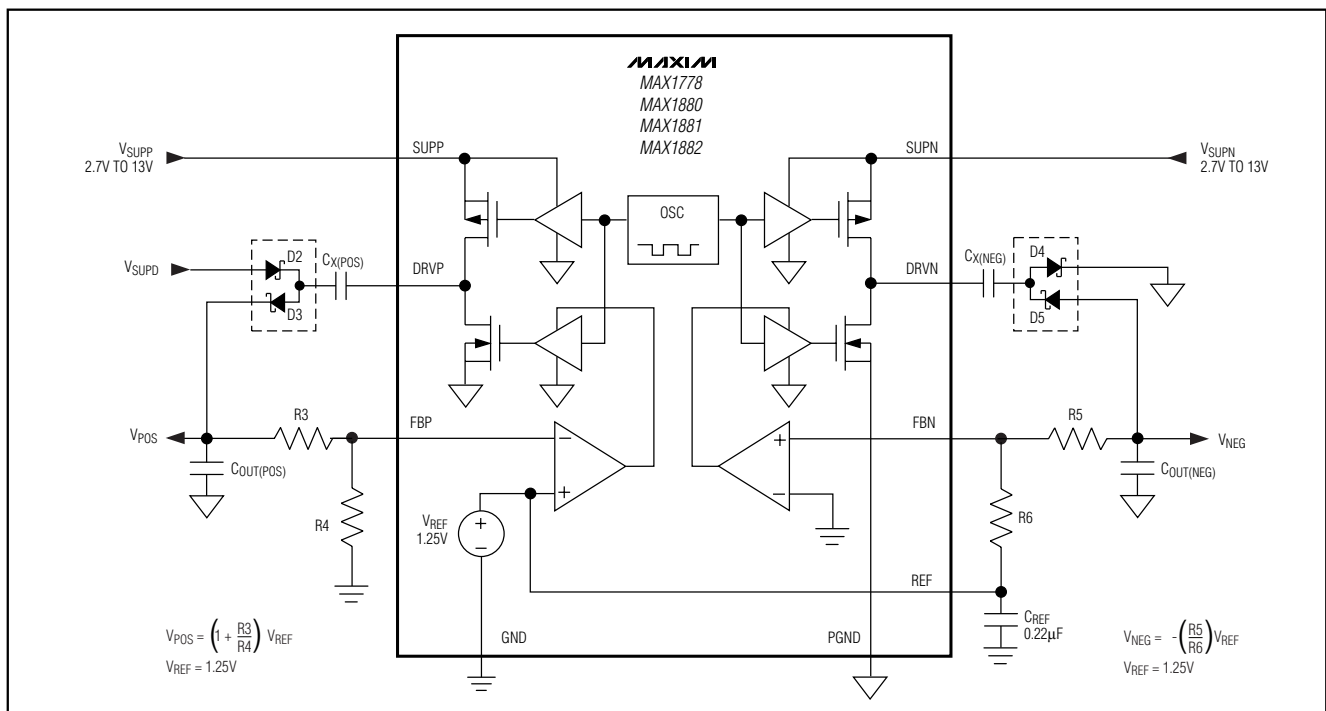 MAXIM
MAX1778
MAX1880
MAX1881
MAX1882
VSUPP
2.7V TO 13V
SUPP
SUPN
VSUPN
2.7V TO 13V
OSC
VSUPD
D2
D3
CX(POS)
DRVP
DRVN
CX(NEG)
D4
D5
VPOS
R3
FBP
FBN
R5
VNEG
COUT(POS)
R4
−
+
+
−
COUT(NEG)
R6
VREF
1.25V
+
−
REF
CREF
0.22µF
GND
PGND
VPOS = (1 + R3/R4) VREF
VREF = 1.25V
VNEG = -(R5/R6) VREF
VREF = 1.25V